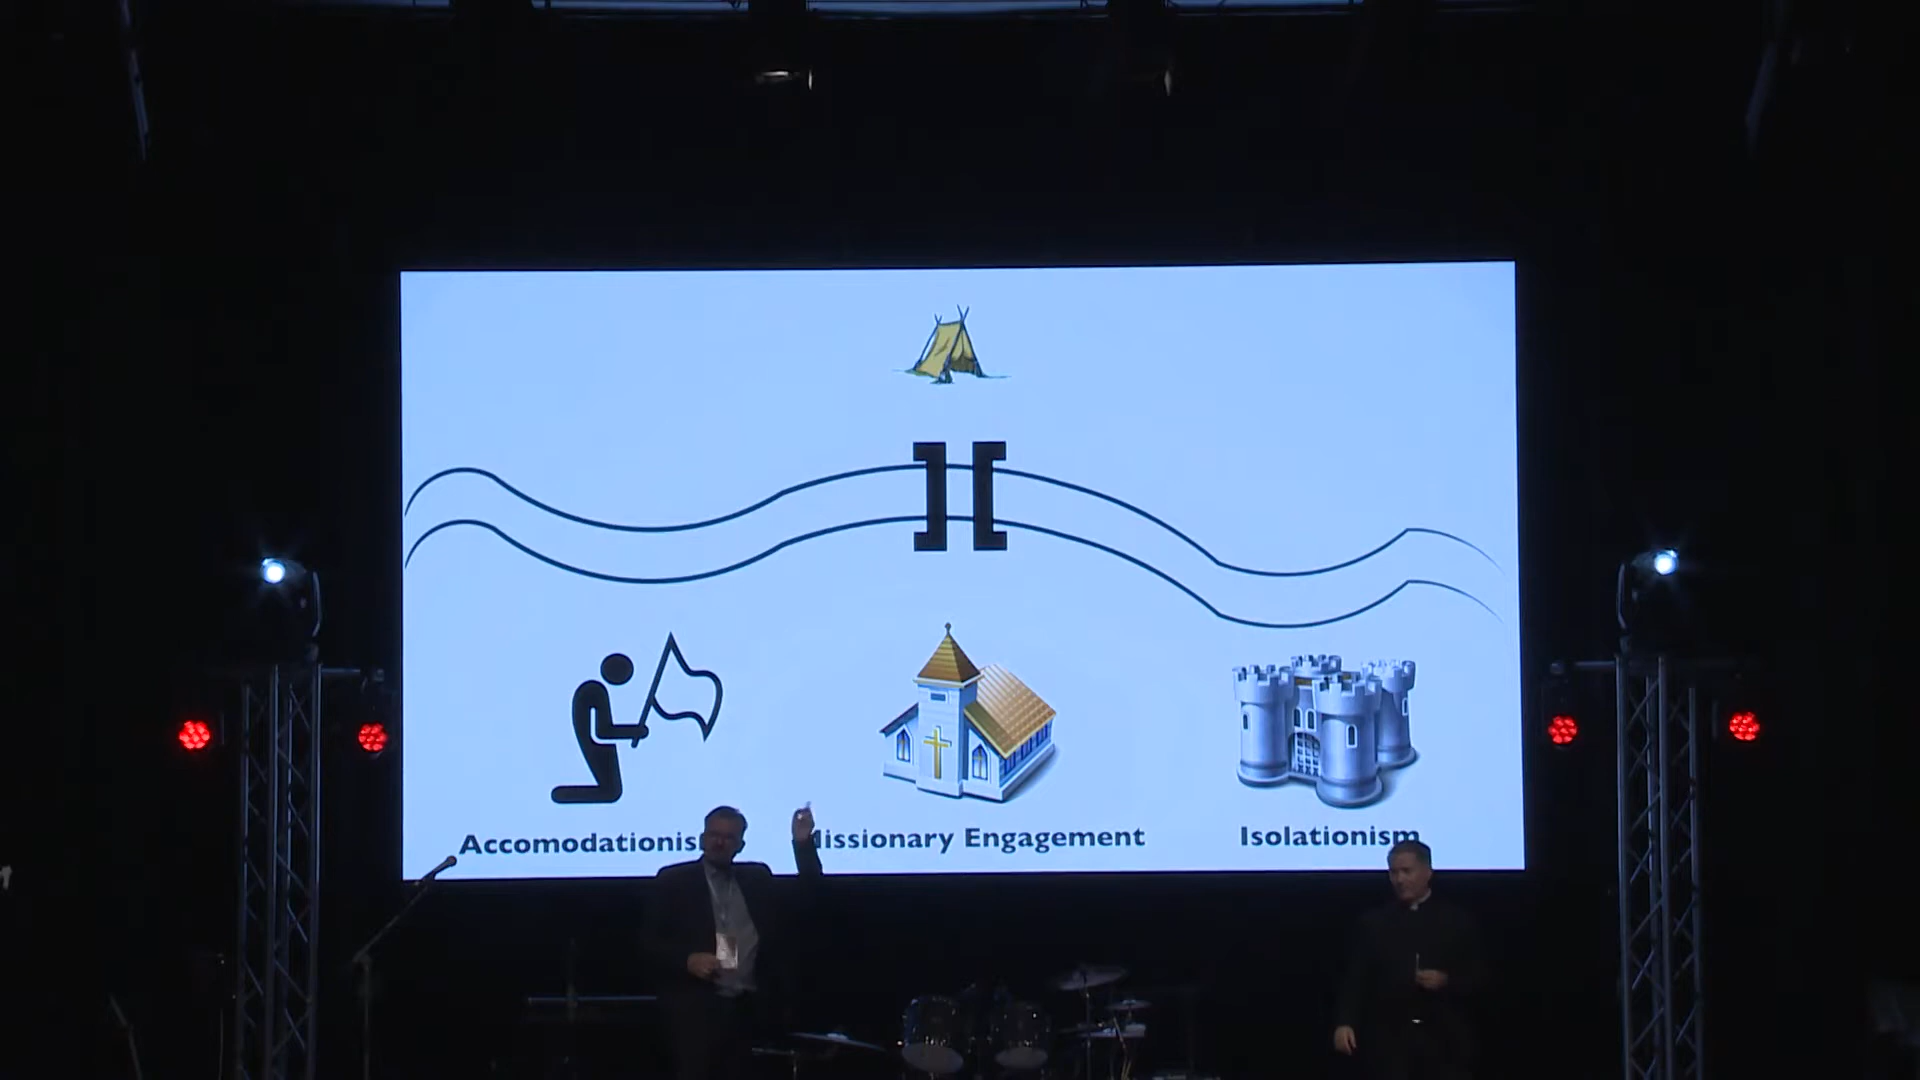 Accomodationis
issionary Engagement
Isolationism